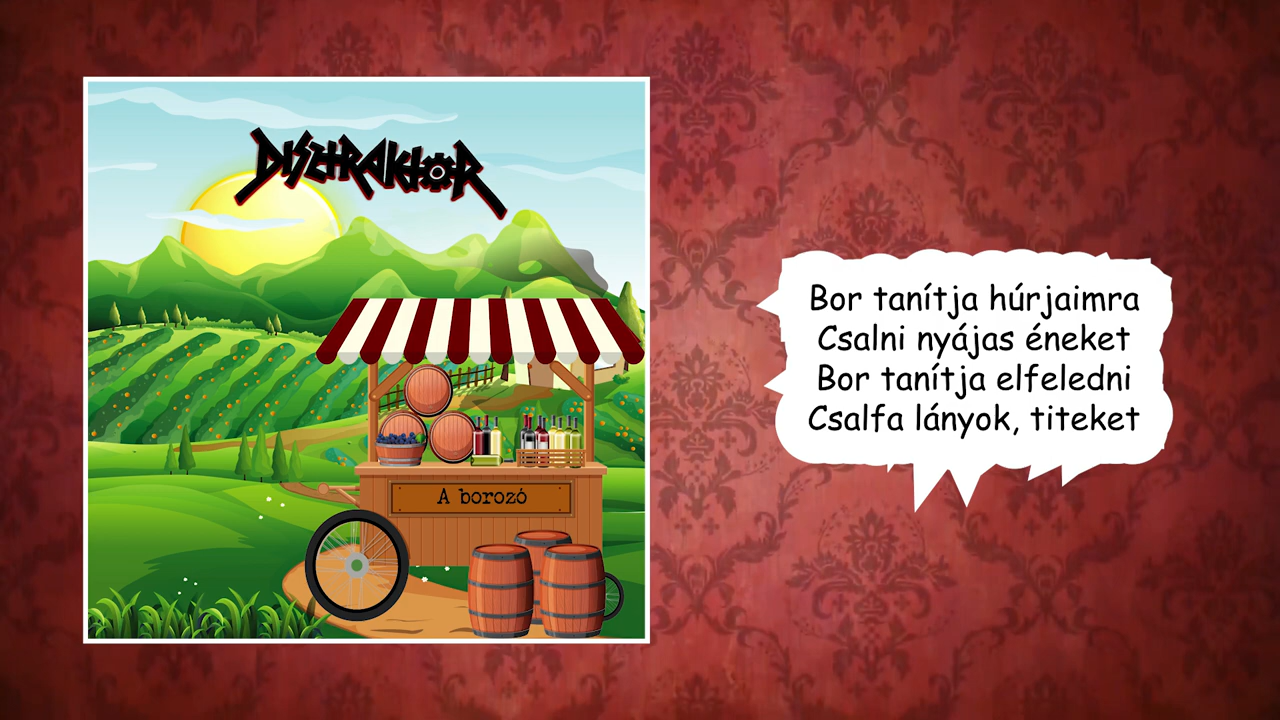 DISZTRAKTOR
A borozó
Bor tanítja húrjaimra
Csalni nyájas éneket
Bor tanítja elfeledni
Csalfa lányok, titeket